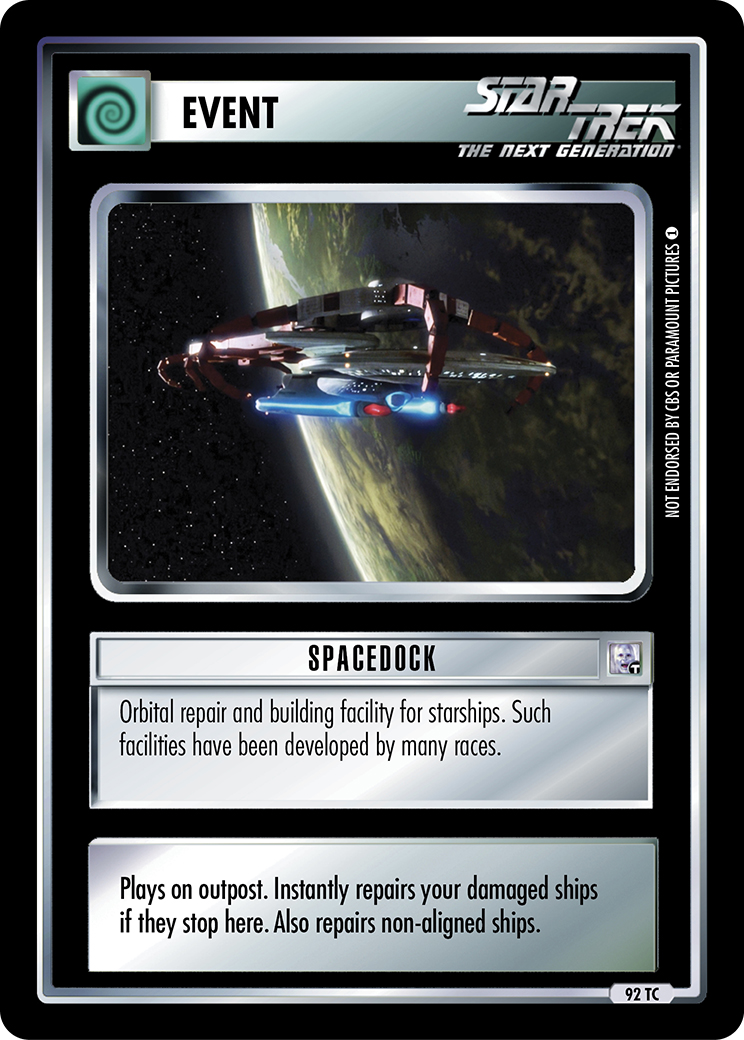 EVENT
STAR TREK
THE NEXT GENERATION
NOT ENDORSED BY CBS OR PARAMOUNT PICTURES 1
SPACEDOCK
T
Orbital repair and building facility for starships. Such
facilities have been developed by many races.
Plays on outpost. Instantly repairs your damaged ships
if they stop here. Also repairs non-aligned ships.
92 TC